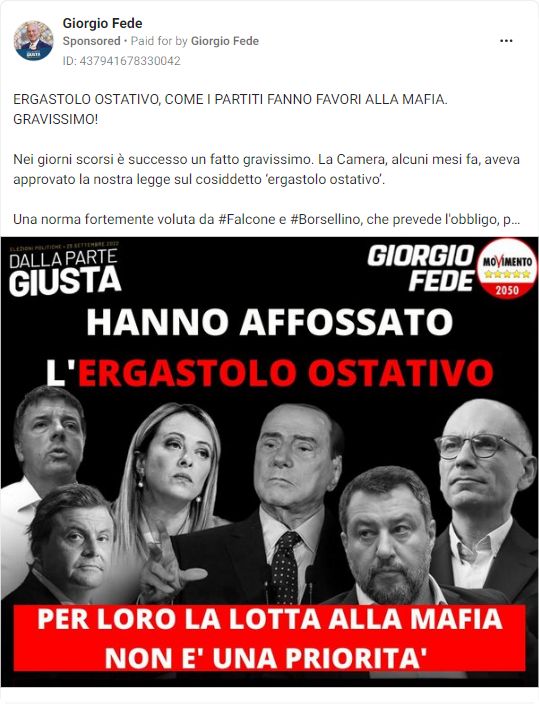 Giorgio Fede
Sponsored • Paid for by Giorgio Fede
ID: 437941678330042
ERGASTOLO OSTATIVO, COME I PARTITI FANNO FAVORI ALLA MAFIA.
GRAVISSIMO!
Nei giorni scorsi è successo un fatto gravissimo. La Camera, alcuni mesi fa, aveva
approvato la nostra legge sul cosiddetto ‘ergastolo ostativo’.
Una norma fortemente voluta da #Falcone e #Borsellino, che prevede l'obbligo, p...
ELEZIONI POLITICHE • 25 SETTEMBRE 2022
DALLA PARTE
GIUSTA
GIORGIO
FEDE
MOVIMENTO
2050
HANNO AFFOSSATO
L'ERGASTOLO OSTATIVO
PER LORO LA LOTTA ALLA MAFIA
NON E' UNA PRIORITA'